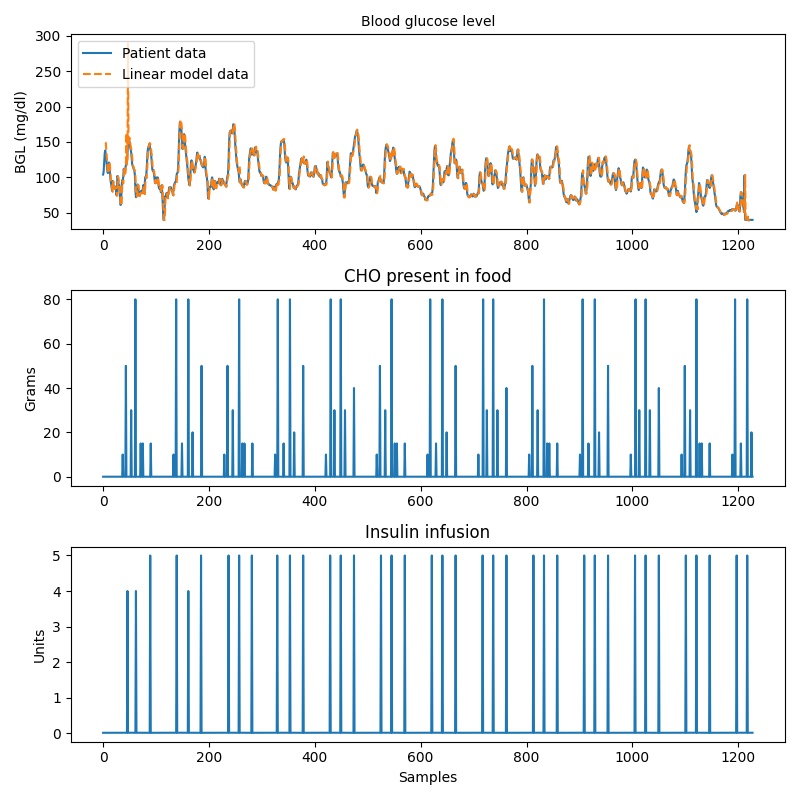 Blood glucose level
BGL (mg/dl)
300
250
200
150
100
50
Patient data
Linear model data
0 200 400 600 800 1000 1200
CHO present in food
Grams
80
60
40
20
0
0 200 400 600 800 1000 1200
Insulin infusion
Units
5
4
3
2
1
0
0 200 400 600 800 1000 1200
Samples